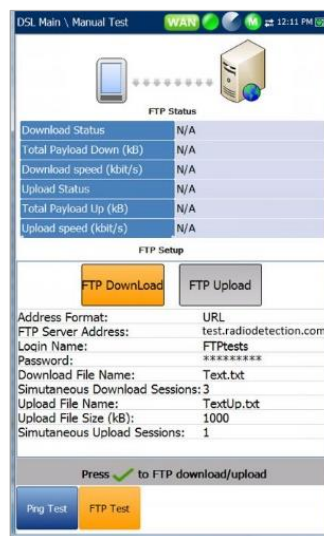 DSL Main \ Manual Test WAN M 12:11 PM
FTP Status
Download Status N/A
Total Payload Down (kB) N/A
Download speed (kbit/s) N/A
Upload Status N/A
Total Payload Up (kB) N/A
Upload speed (kbit/s) N/A
FTP Setup
FTP DownLoad FTP Upload
Address Format: URL
FTP Server Address: test.radiodetection.com
Login Name: FTPtests
Password: *********
Download File Name: Text.txt
Simutaneous Download Sessions: 3
Upload File Name: TextUp.txt
Upload File Size (kB): 1000
Simutaneous Upload Sessions: 1
Press ✓ to FTP download/upload
Ping Test FTP Test